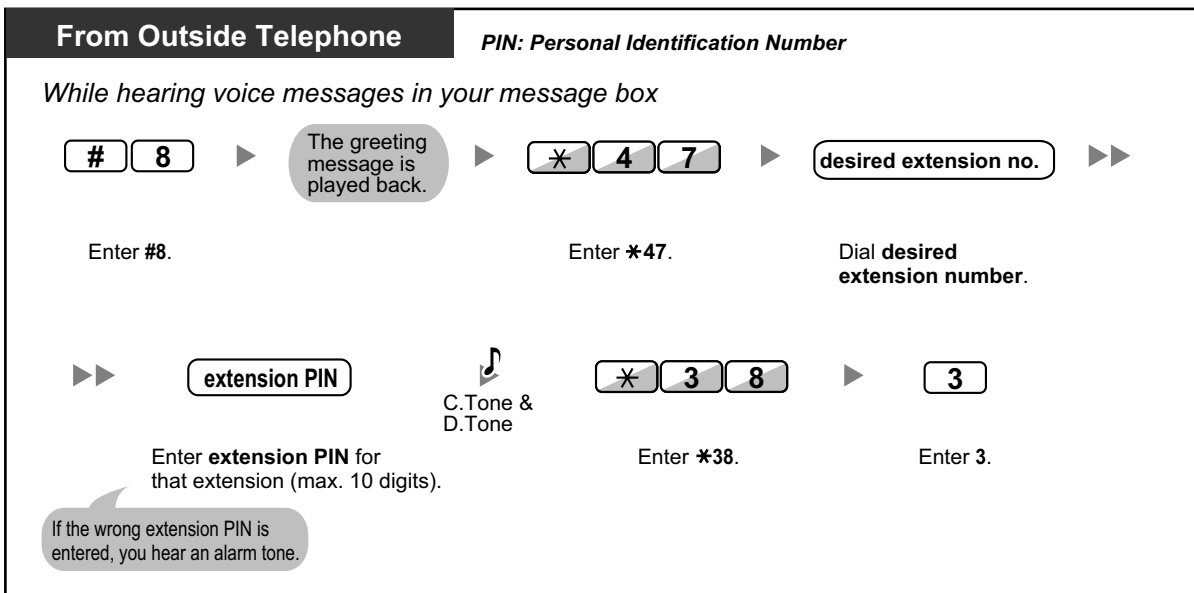 From Outside Telephone
PIN: Personal Identification Number
While hearing voice messages in your message box
# 8
The greeting
message is
played back.
* 4 7
desired extension no.
Enter #8.
Enter *47.
Dial desired
extension number.
extension PIN
C.Tone &
D.Tone
* 3 8
3
Enter extension PIN for
that extension (max. 10 digits).
Enter *38.
Enter 3.
If the wrong extension PIN is
entered, you hear an alarm tone.